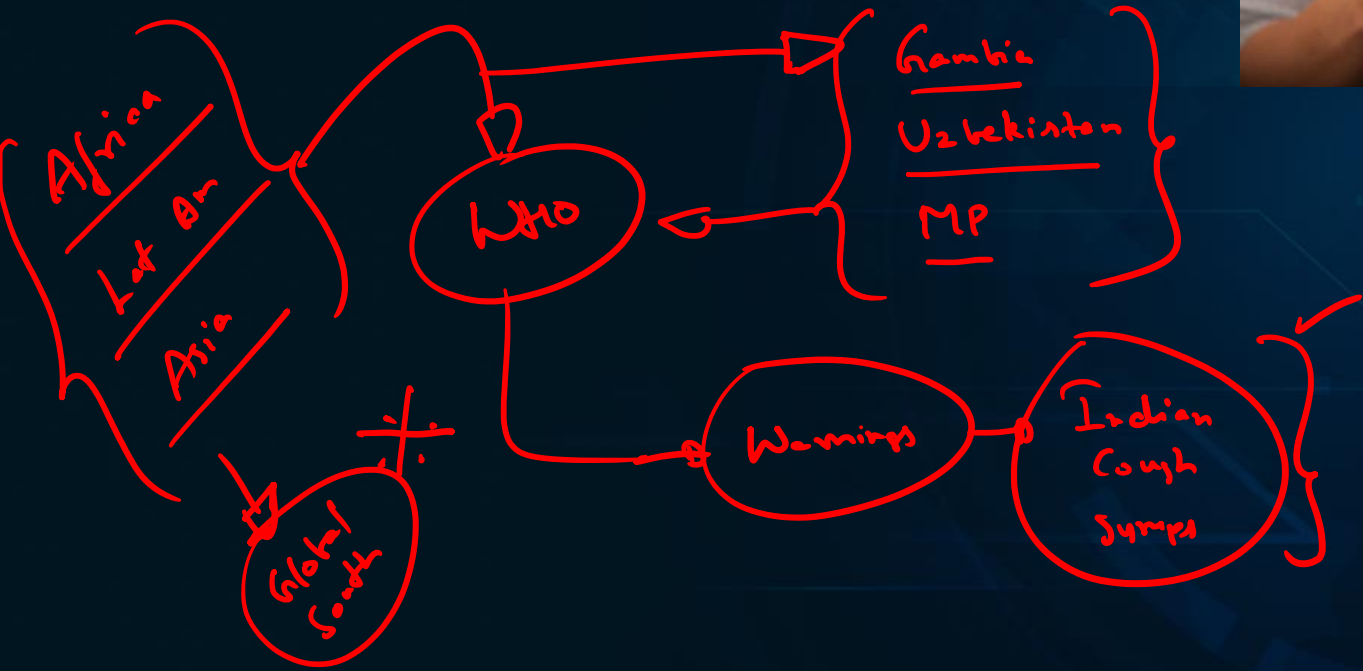 Africa
Lat Am
Asia
Global
South
WHO
Gambia
Uzbekistan
MP
Warnings
Indian
Cough
Syrups